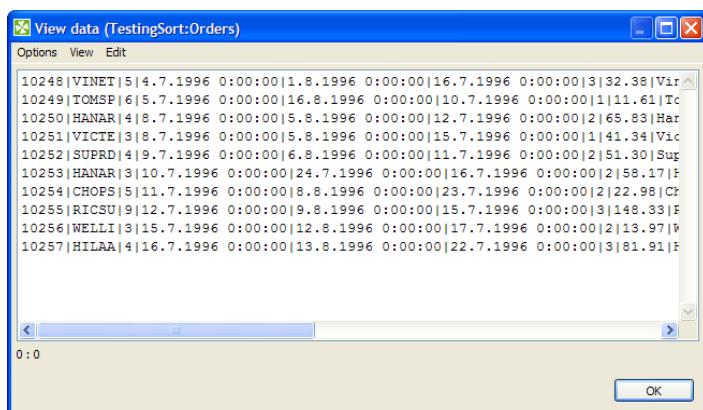 View data (TestingSort:Orders)
Options View Edit
10248|VINET|5|4.7.1996 0:00:00|1.8.1996 0:00:00|16.7.1996 0:00:00|3|32.38|Vin
10249|TOMSP|6|5.7.1996 0:00:00|16.8.1996 0:00:00|10.7.1996 0:00:00|1|11.61|To
10250|HANAR|4|8.7.1996 0:00:00|5.8.1996 0:00:00|12.7.1996 0:00:00|2|65.83|Han
10251|VICTE|3|8.7.1996 0:00:00|5.8.1996 0:00:00|15.7.1996 0:00:00|1|41.34|Vic
10252|SUPRD|4|9.7.1996 0:00:00|6.8.1996 0:00:00|11.7.1996 0:00:00|2|51.30|Sup
10253|HANAR|3|10.7.1996 0:00:00|24.7.1996 0:00:00|16.7.1996 0:00:00|2|58.17|H
10254|CHOPS|5|11.7.1996 0:00:00|8.8.1996 0:00:00|23.7.1996 0:00:00|2|22.98|Ch
10255|RICSU|9|12.7.1996 0:00:00|9.8.1996 0:00:00|15.7.1996 0:00:00|3|148.33|R
10256|WELLI|3|15.7.1996 0:00:00|12.8.1996 0:00:00|17.7.1996 0:00:00|2|13.97|W
10257|HILAA|4|16.7.1996 0:00:00|13.8.1996 0:00:00|22.7.1996 0:00:00|3|81.91|H
0:0
OK